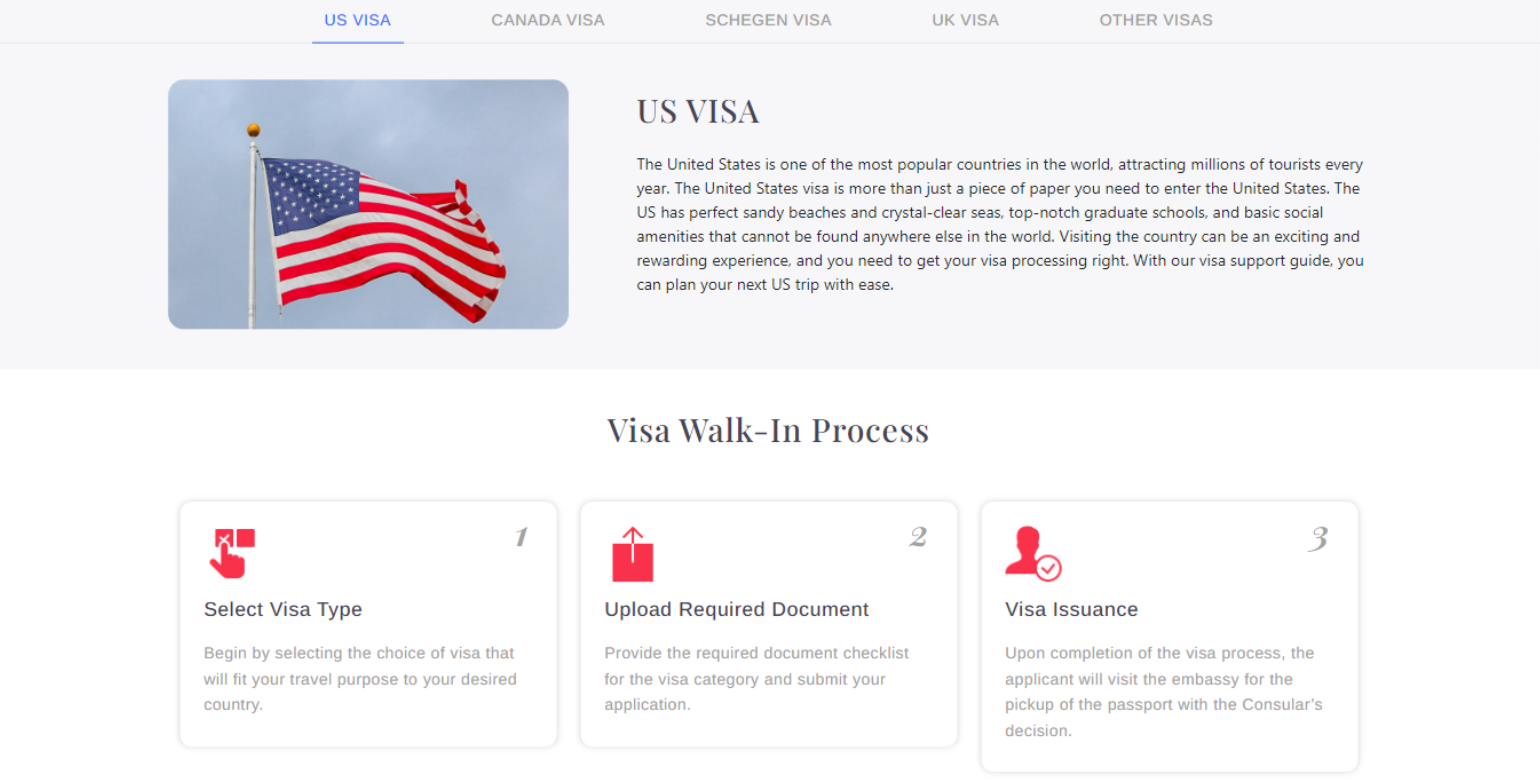 US VISA
CANADA VISA
SCHEGEN VISA
UK VISA
OTHER VISAS
US VISA
The United States is one of the most popular countries in the world, attracting millions of tourists every
year. The United States visa is more than just a piece of paper you need to enter the United States. The
US has perfect sandy beaches and crystal-clear seas, top-notch graduate schools, and basic social
amenities that cannot be found anywhere else in the world. Visiting the country can be an exciting and
rewarding experience, and you need to get your visa processing right. With our visa support guide, you
can plan your next US trip with ease.
Visa Walk-In Process
1
Select Visa Type
Begin by selecting the choice of visa that
will fit your travel purpose to your desired
country.
2
Upload Required Document
Provide the required document checklist
for the visa category and submit your
application.
3
Visa Issuance
Upon completion of the visa process, the
applicant will visit the embassy for the
pickup of the passport with the Consular's
decision.